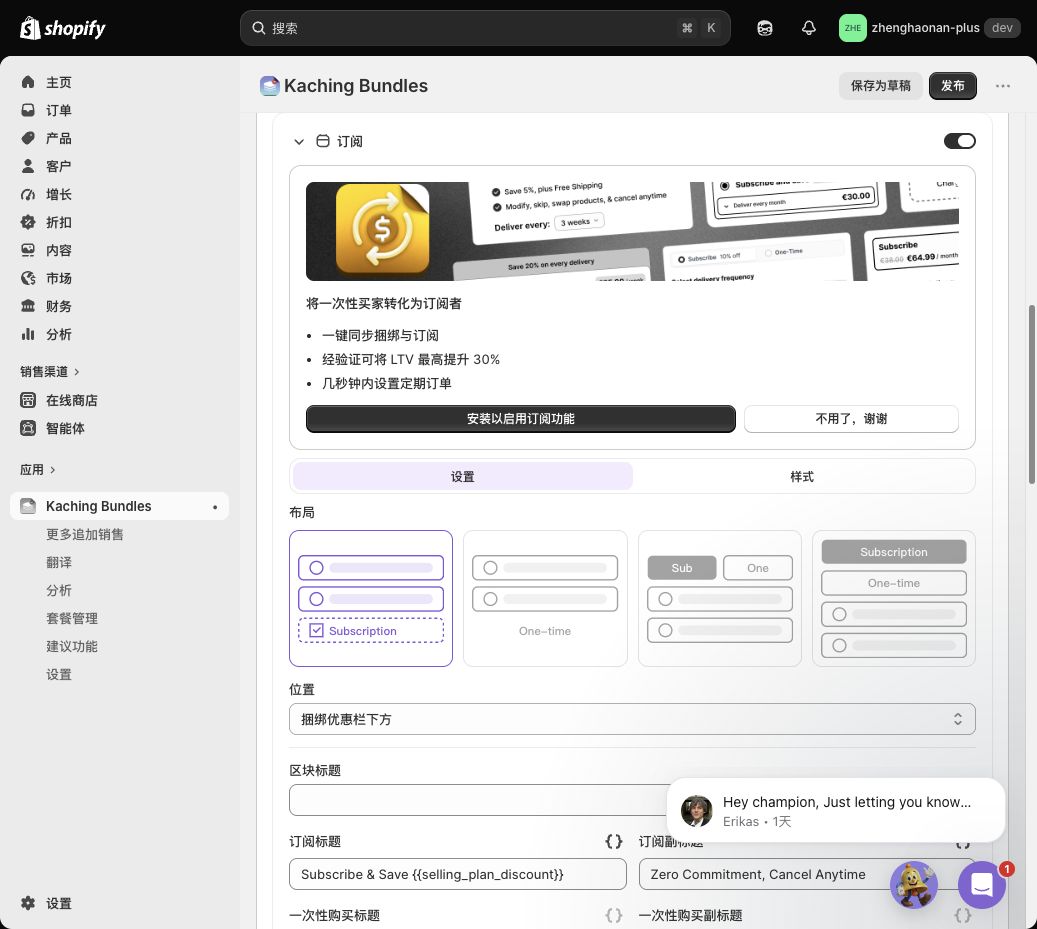 shopify
搜索
⌘ K
ZHE
zhenghaonan-plus
dev
主页
订单
产品
客户
增长
折扣
内容
市场
财务
分析
销售渠道
在线商店
智能体
应用
Kaching Bundles
更多追加销售
翻译
分析
套餐管理
建议功能
设置
设置
Kaching Bundles
保存为草稿
发布
订阅
Save 5%, plus Free Shipping
Modify, skip, swap products, & cancel anytime
Deliver every:
3 weeks
Save 20% on every delivery
Deliver every month
€30.00
Subscribe 10% off
One-Time
Select delivery frequency
Subscribe
€38.00 €64.99 / month
将一次性买家转化为订阅者
• 一键同步捆绑与订阅
• 经验证可将 LTV 最高提升 30%
• 几秒钟内设置定期订单
安装以启用订阅功能
不用了，谢谢
设置
样式
布局
Subscription
One-time
Sub
One
Subscription
One-time
位置
捆绑优惠栏下方
区块标题
订阅标题
{}
订阅副标题
{}
Subscribe & Save {{selling_plan_discount}}
Zero Commitment, Cancel Anytime
一次性购买标题
{}
一次性购买副标题
{}
Hey champion, Just letting you know...
Erikas • 1天
1